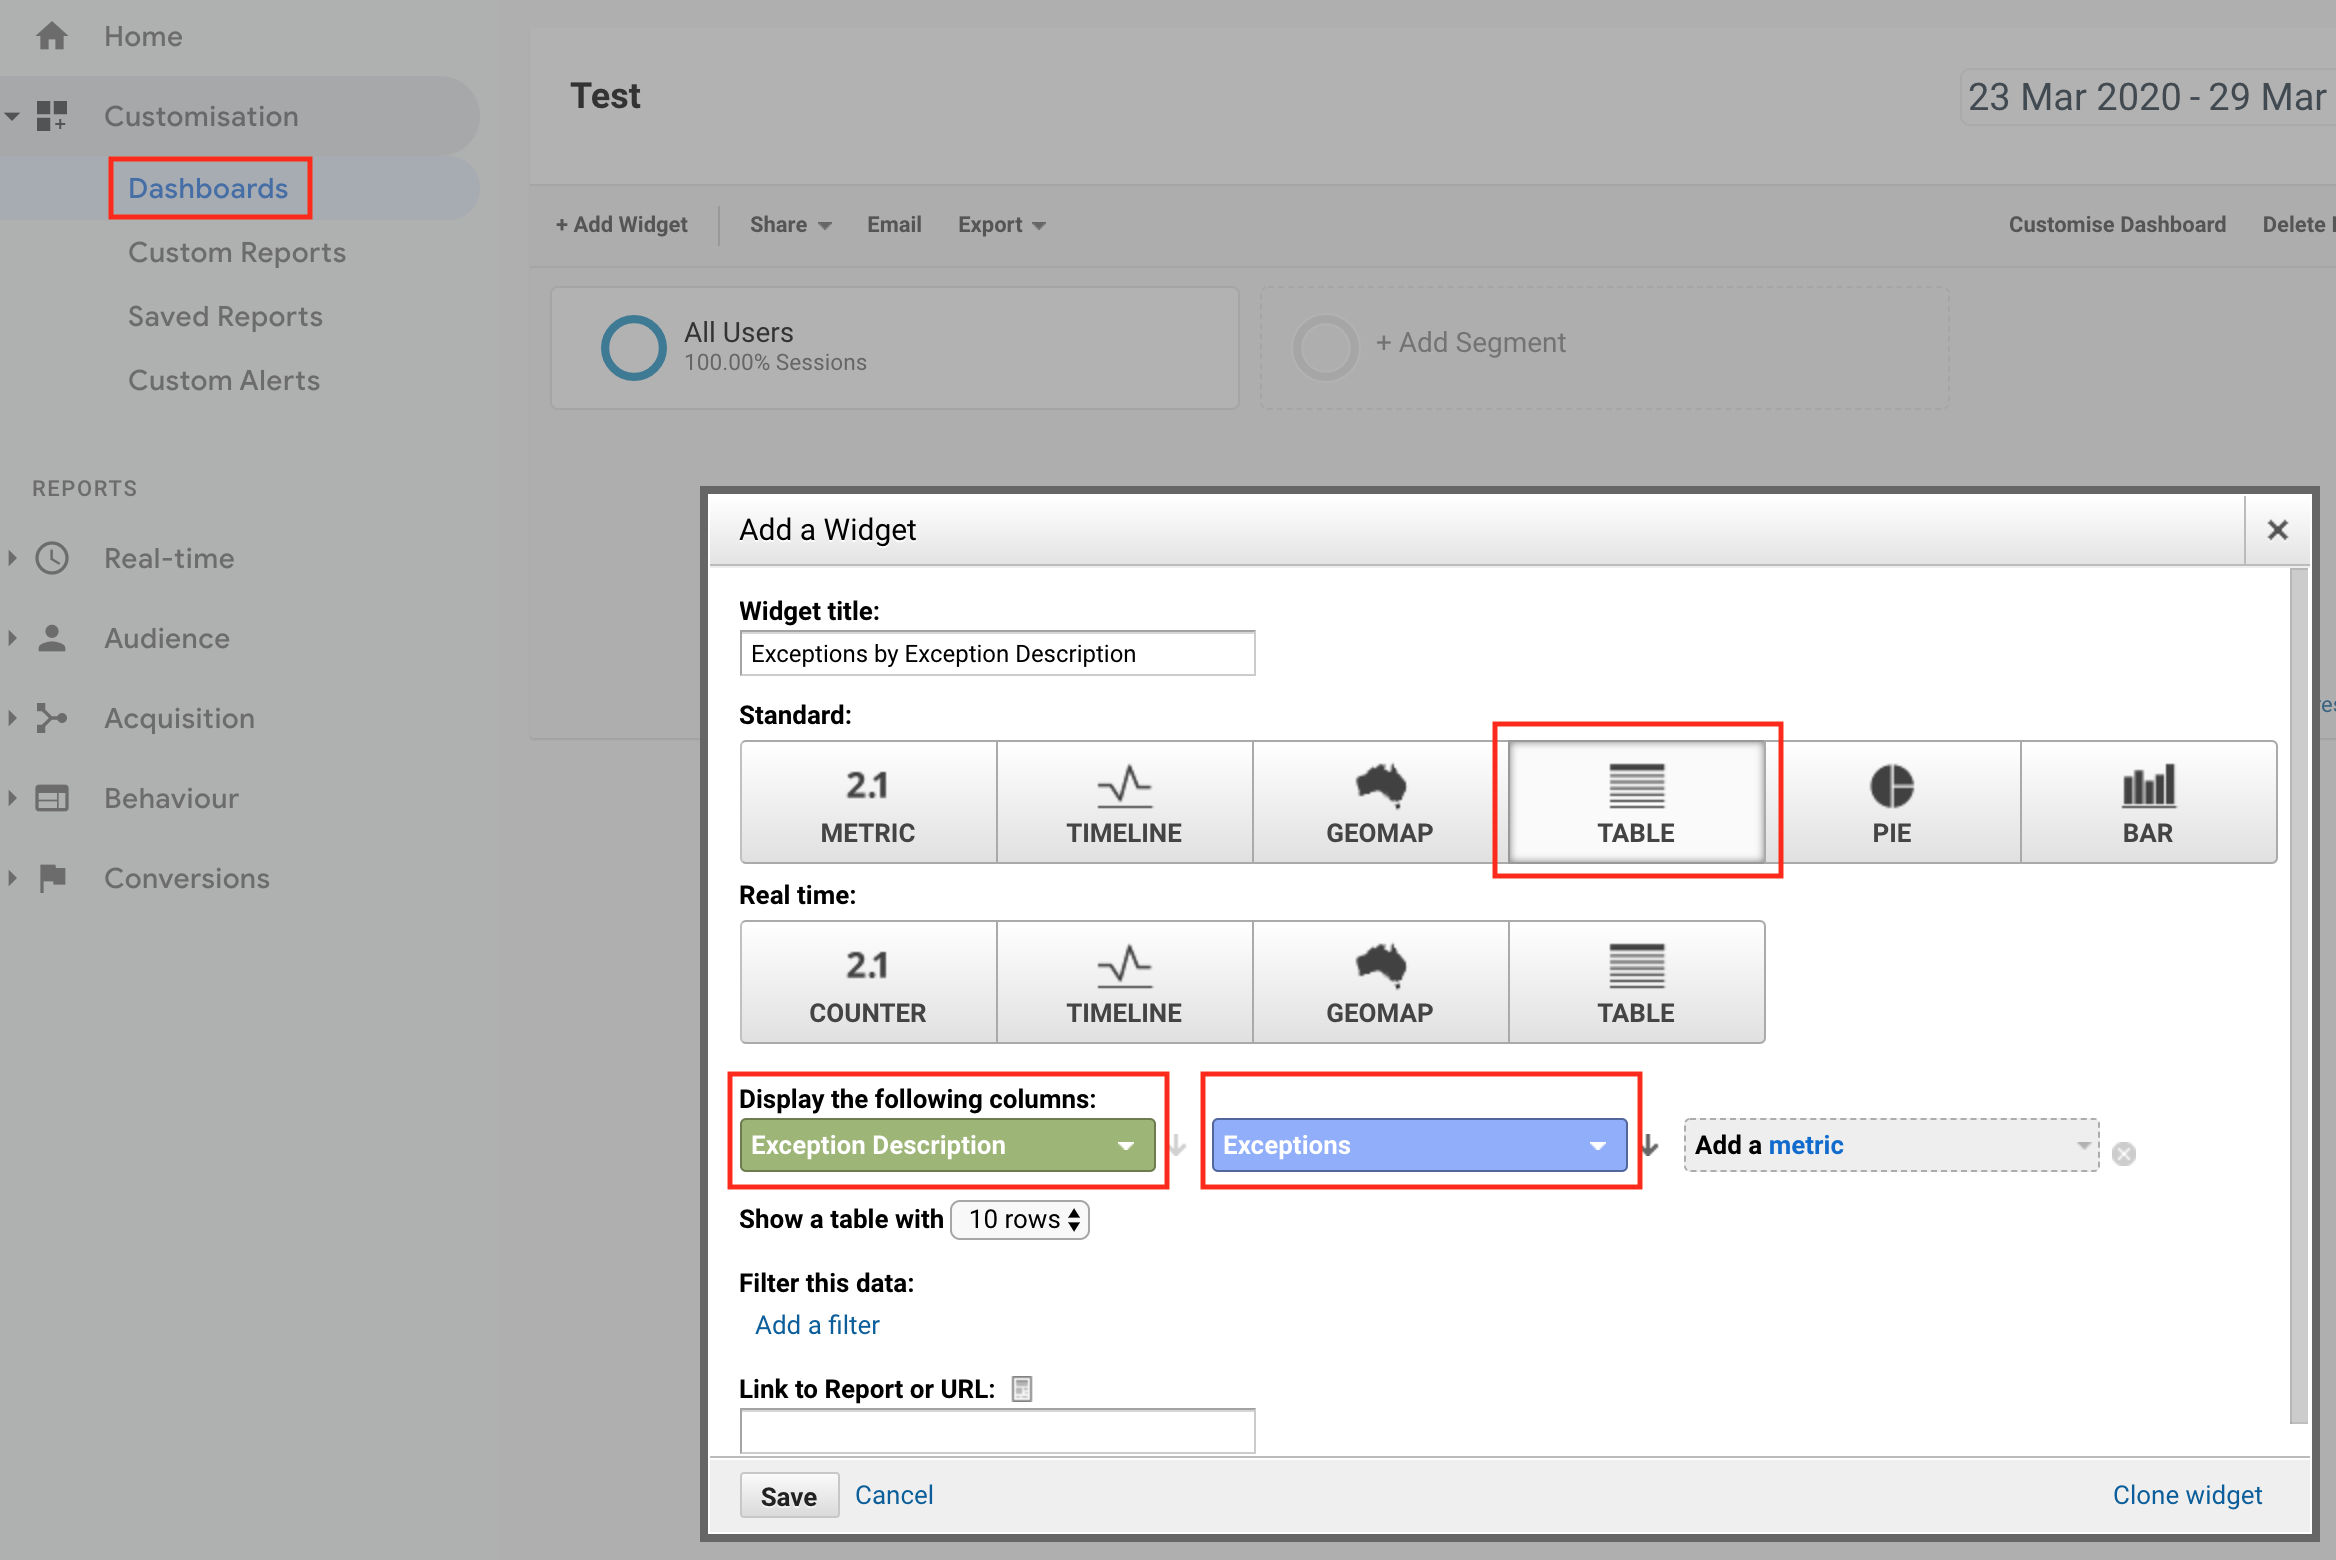 Home
Customisation
Dashboards
Custom Reports
Saved Reports
Custom Alerts
REPORTS
Real-time
Audience
Acquisition
Behaviour
Conversions
Test
23 Mar 2020 - 29 Mar
+ Add Widget
Share
Email
Export
Customise Dashboard
Delete
All Users
100.00% Sessions
+ Add Segment
Add a Widget
Widget title:
Exceptions by Exception Description
Standard:
2.1
METRIC
TIMELINE
GEOMAP
TABLE
PIE
BAR
Real time:
2.1
COUNTER
TIMELINE
GEOMAP
TABLE
Display the following columns:
Exception Description
Exceptions
Add a metric
Show a table with 10 rows
Filter this data:
Add a filter
Link to Report or URL:
Save
Cancel
Clone widget